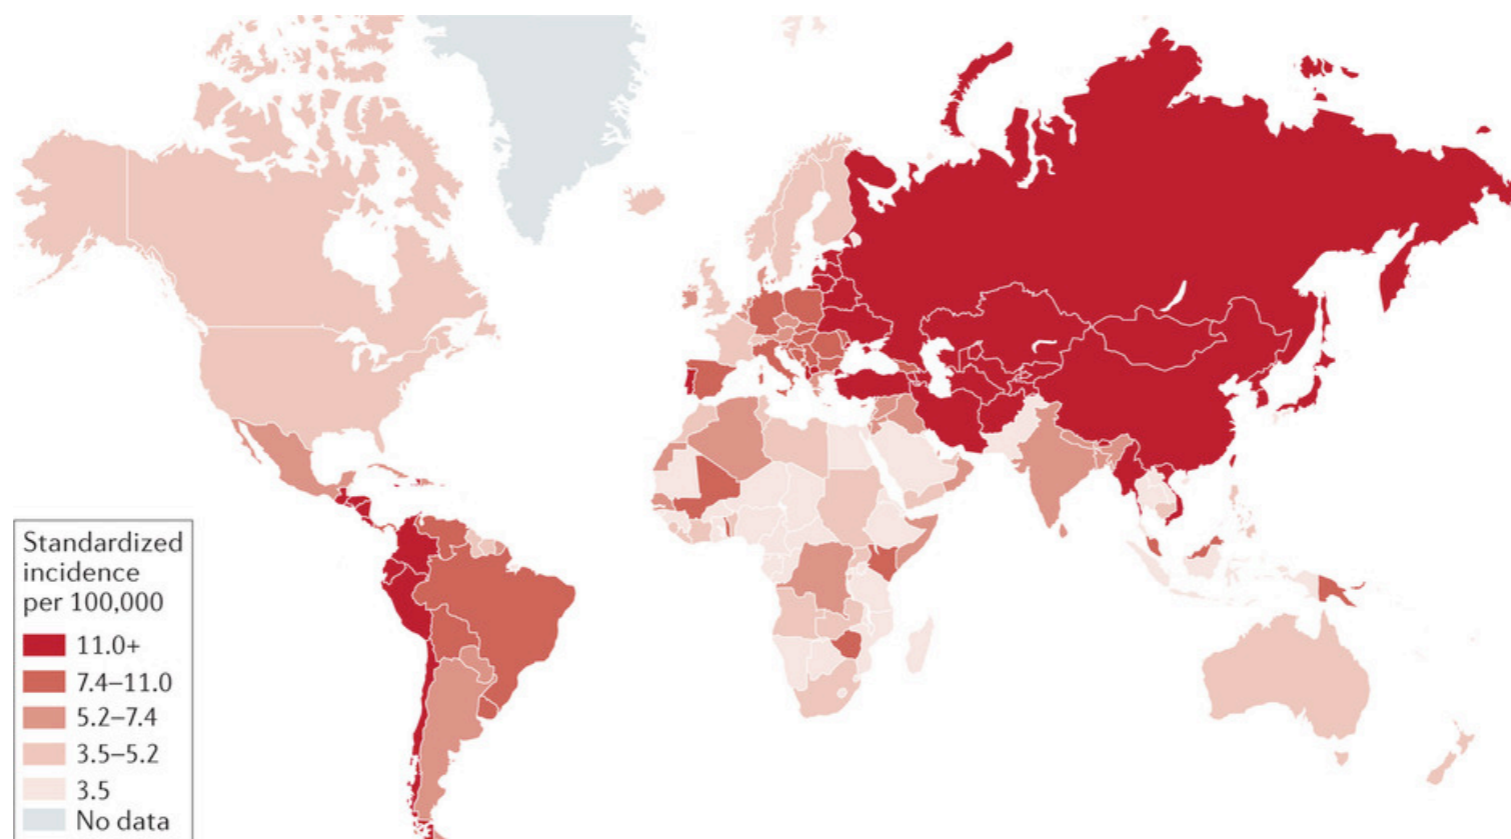 Standardized
incidence
per 100,000
11.0+
7.4–11.0
5.2–7.4
3.5–5.2
3.5
No data